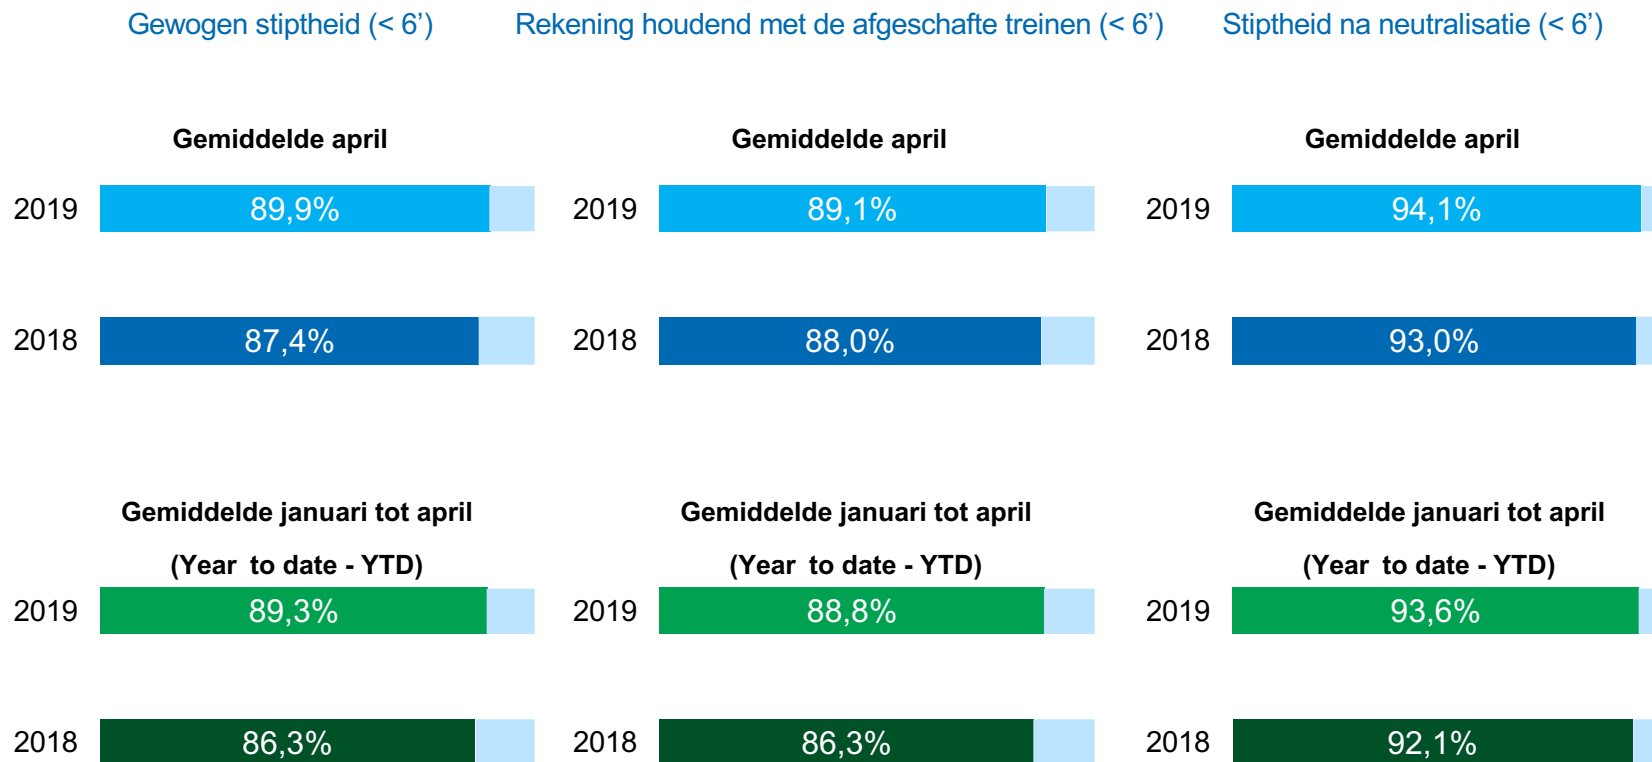 Gewogen stiptheid (< 6’)
Rekening houdend met de afgeschafte treinen (< 6’)
Stiptheid na neutralisatie (< 6’)
Gemiddelde april
Gemiddelde april
Gemiddelde april
2019 89,9%
2019 89,1%
2019 94,1%
2018 87,4%
2018 88,0%
2018 93,0%
Gemiddelde januari tot april
(Year to date - YTD)
Gemiddelde januari tot april
(Year to date - YTD)
Gemiddelde januari tot april
(Year to date - YTD)
2019 89,3%
2019 88,8%
2019 93,6%
2018 86,3%
2018 86,3%
2018 92,1%